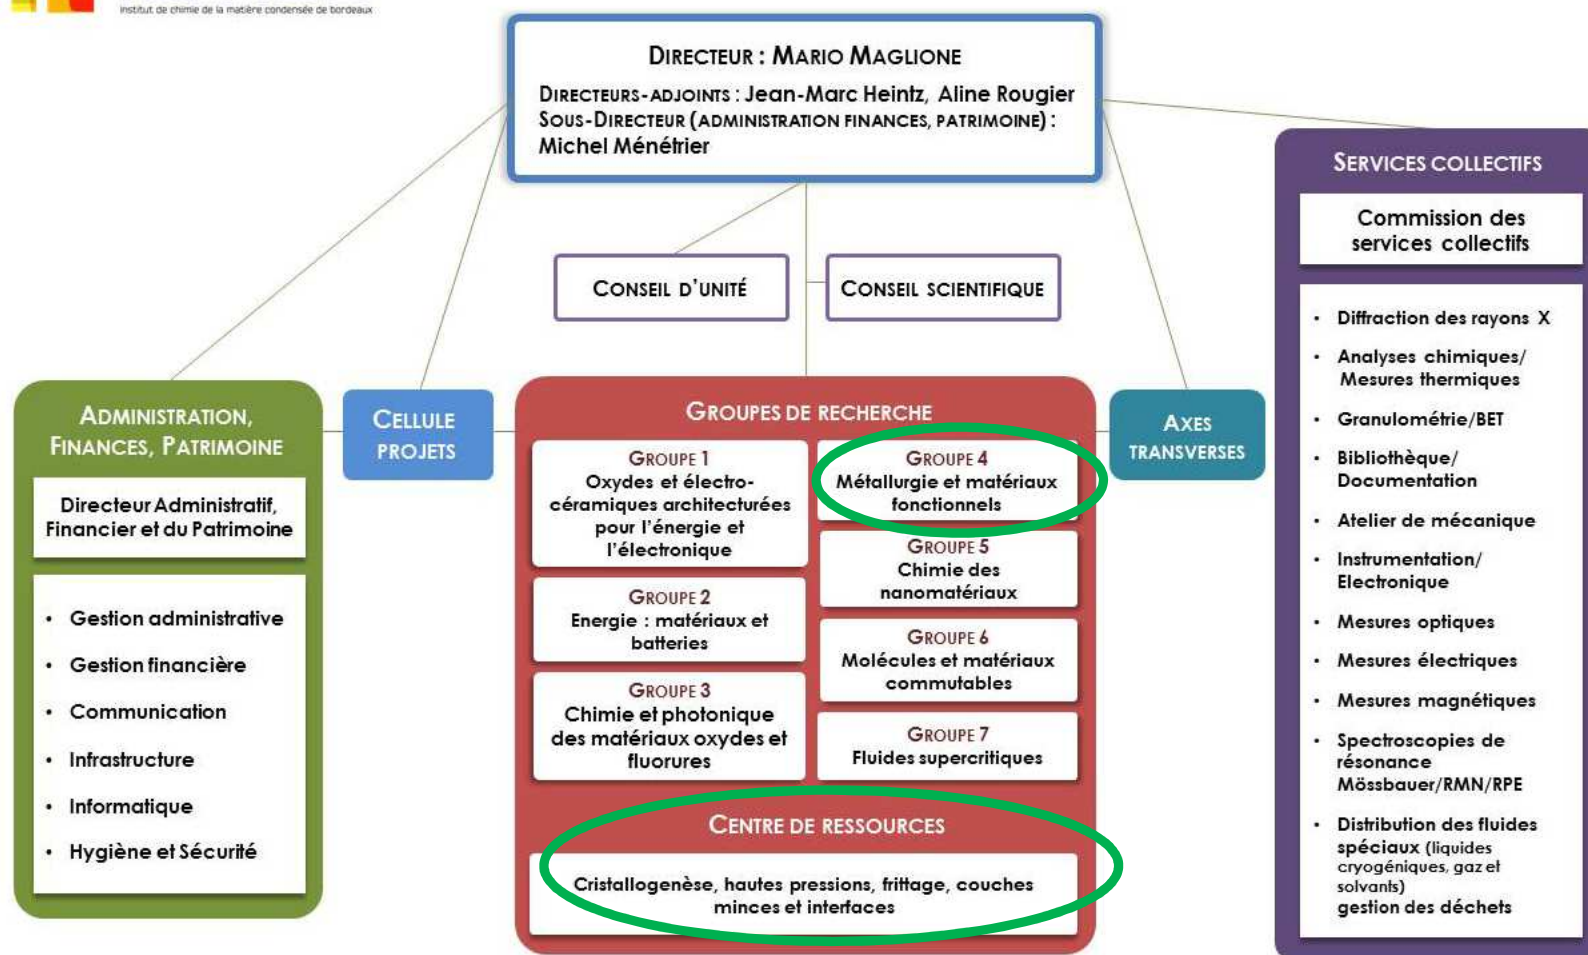 institut de chimie de la matière condensée de bordeaux
DIRECTEUR : MARIO MAGLIONE
DIRECTEURS-ADJOINTS : Jean-Marc Heintz, Aline Rougier
SOUS-DIRECTEUR (ADMINISTRATION FINANCES, PATRIMOINE) :
Michel Ménétrier
CONSEIL D'UNITÉ
CONSEIL SCIENTIFIQUE
ADMINISTRATION,
FINANCES, PATRIMOINE
Directeur Administratif,
Financier et du Patrimoine
• Gestion administrative
• Gestion financière
• Communication
• Infrastructure
• Informatique
• Hygiène et Sécurité
CELLULE
PROJETS
GROUPES DE RECHERCHE
GROUPE 1
Oxydes et électro-
céramiques architecturées
pour l'énergie et
l'électronique
GROUPE 2
Energie : matériaux et
batteries
GROUPE 3
Chimie et photonique
des matériaux oxydes et
fluorures
GROUPE 4
Métallurgie et matériaux
fonctionnels
GROUPE 5
Chimie des
nanomatériaux
GROUPE 6
Molécules et matériaux
commutables
GROUPE 7
Fluides supercritiques
CENTRE DE RESSOURCES
Cristallogenèse, hautes pressions, frittage, couches
minces et interfaces
AXES
TRANSVERSES
SERVICES COLLECTIFS
Commission des
services collectifs
• Diffraction des rayons X
• Analyses chimiques/
Mesures thermiques
• Granulométrie/BET
• Bibliothèque/
Documentation
• Atelier de mécanique
• Instrumentation/
Electronique
• Mesures optiques
• Mesures électriques
• Mesures magnétiques
• Spectroscopies de
résonance
Mössbauer/RMN/RPE
• Distribution des fluides
spéciaux (liquides
cryogéniques, gaz et
solvants)
gestion des déchets